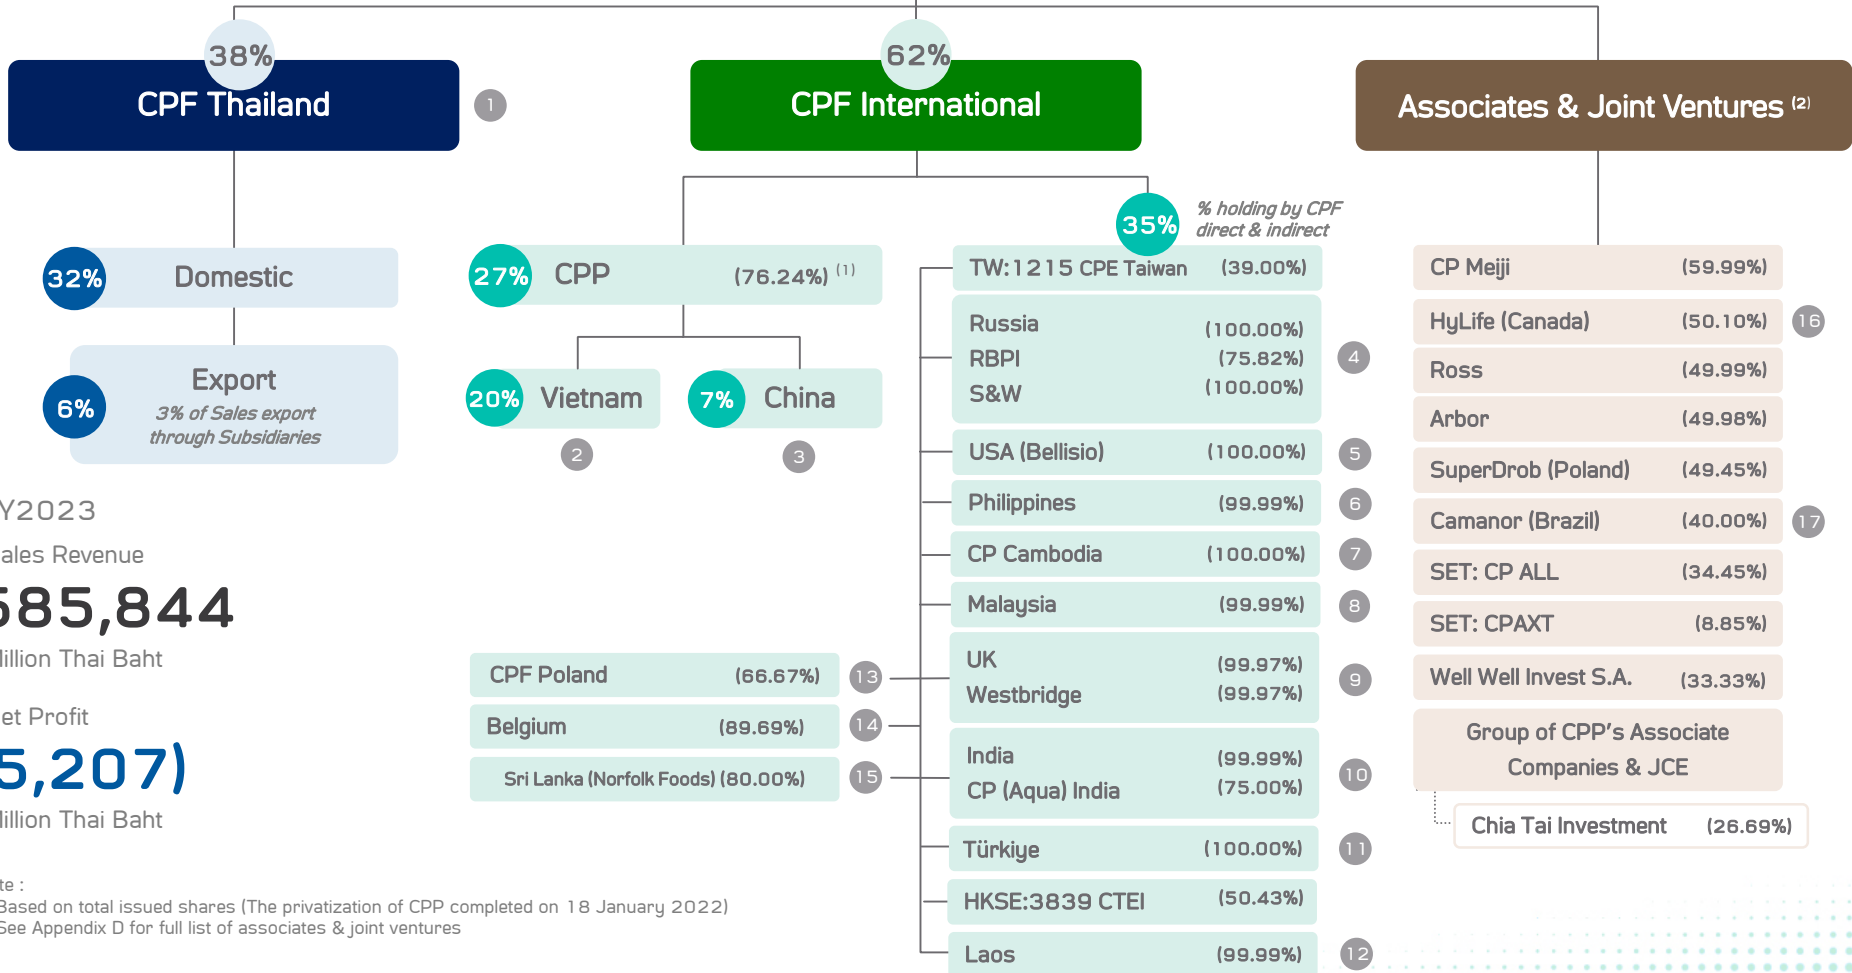 38%
CPF Thailand
1
62%
CPF International
Associates & Joint Ventures (2)
32%
Domestic
6%
Export
3% of Sales export
through Subsidiaries
27%
CPP (76.24%) (1)
20%
Vietnam
2
7%
China
3
35%
% holding by CPF
direct & indirect
TW:1215 CPE Taiwan (39.00%)
Russia (100.00%)
RBPI (75.82%)
S&W (100.00%)
4
USA (Bellisio) (100.00%) 5
Philippines (99.99%) 6
CP Cambodia (100.00%) 7
Malaysia (99.99%) 8
UK (99.97%)
Westbridge (99.97%)
9
India (99.99%)
CP (Aqua) India (75.00%)
10
Türkiye (100.00%) 11
HKSE:3839 CTEI (50.43%)
Laos (99.99%) 12
CPF Poland (66.67%) 13
Belgium (89.69%) 14
Sri Lanka (Norfolk Foods) (80.00%) 15
CP Meiji (59.99%)
HyLife (Canada) (50.10%) 16
Ross (49.99%)
Arbor (49.98%)
SuperDrob (Poland) (49.45%)
Camanor (Brazil) (40.00%) 17
SET: CP ALL (34.45%)
SET: CPAXT (8.85%)
Well Well Invest S.A. (33.33%)
Group of CPP's Associate
Companies & JCE
Chia Tai Investment (26.69%)
Y2023
ales Revenue
585,844
illion Thai Baht
et Profit
5,207)
illion Thai Baht
te :
Based on total issued shares (The privatization of CPP completed on 18 January 2022)
See Appendix D for full list of associates & joint ventures